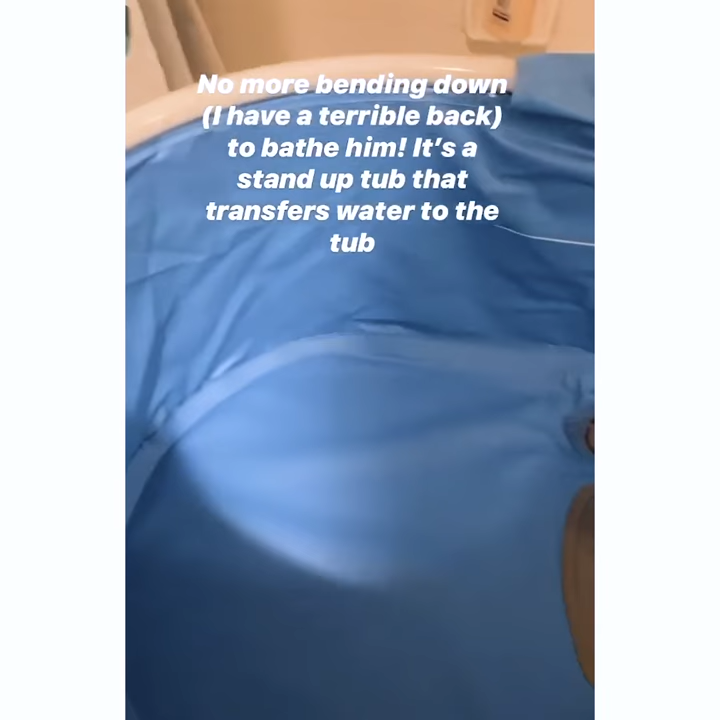 No more bending down
(I have a terrible back)
to bathe him! It’s a
stand up tub that
transfers water to the
tub